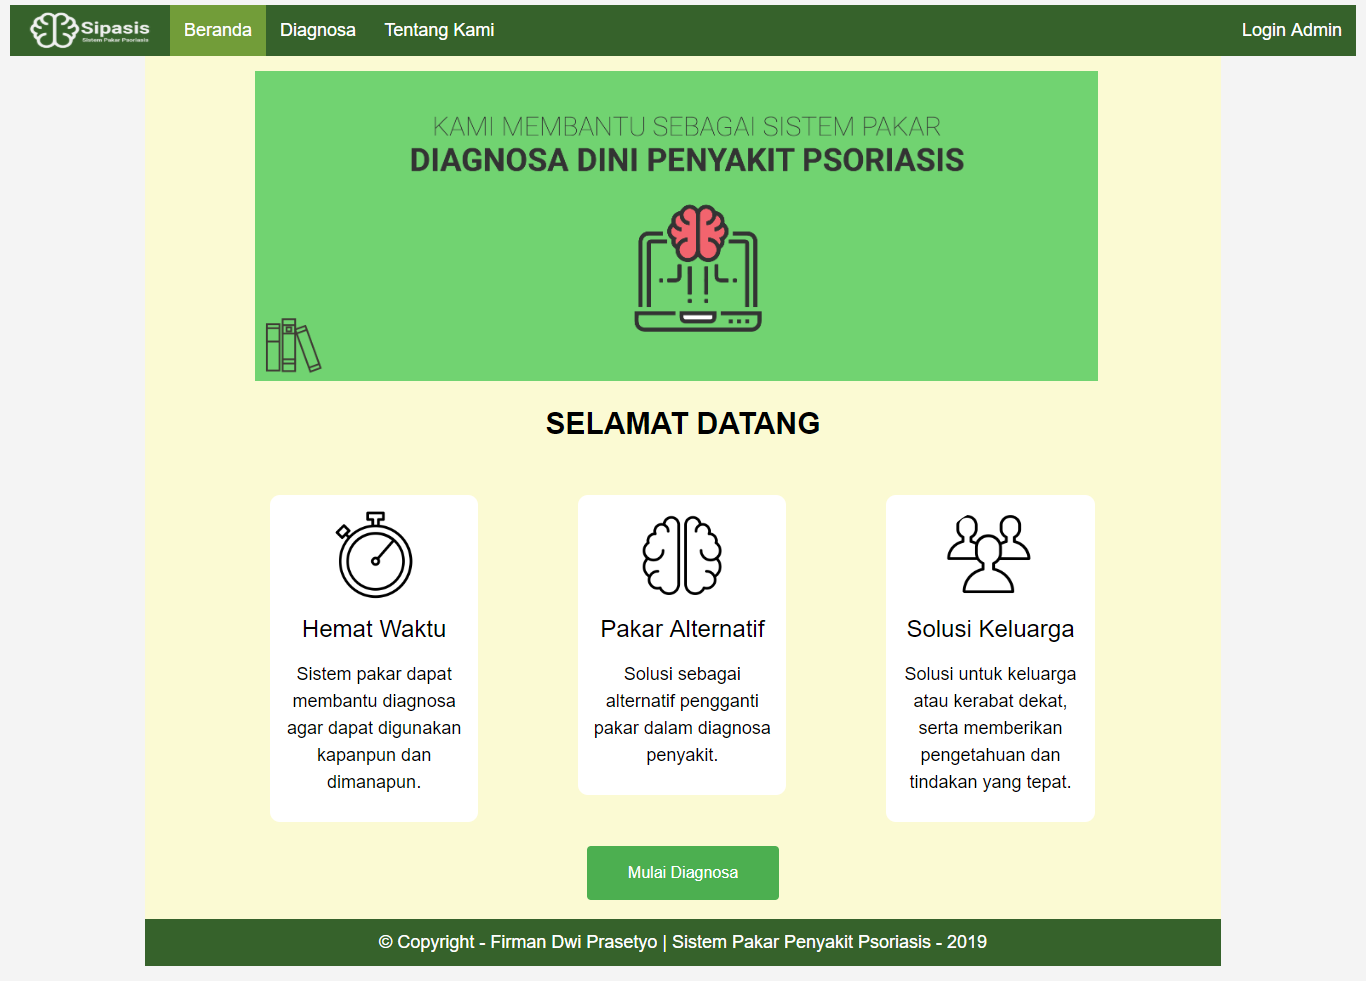 Sipasis
Sistem Pakar Psoriasis
Beranda
Diagnosa
Tentang Kami
Login Admin
KAMI MEMBANTU SEBAGAI SISTEM PAKAR
DIAGNOSA DINI PENYAKIT PSORIASIS
SELAMAT DATANG
Hemat Waktu
Sistem pakar dapat
membantu diagnosa
agar dapat digunakan
kapanpun dan
dimanapun.
Pakar Alternatif
Solusi sebagai
alternatif pengganti
pakar dalam diagnosa
penyakit.
Solusi Keluarga
Solusi untuk keluarga
atau kerabat dekat,
serta memberikan
pengetahuan dan
tindakan yang tepat.
Mulai Diagnosa
© Copyright - Firman Dwi Prasetyo | Sistem Pakar Penyakit Psoriasis - 2019